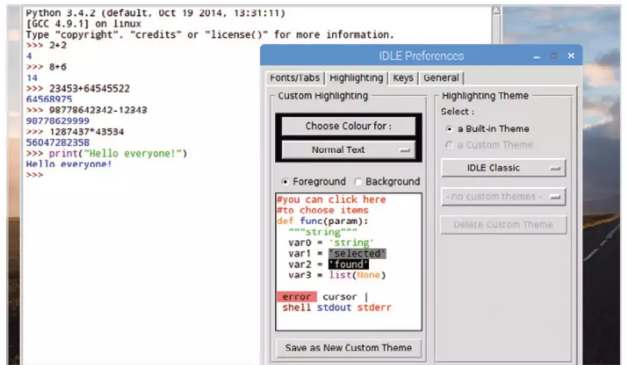 Python 3.4.2 (default, Oct 19 2014, 13:31:11)
[GCC 4.9.1] on linux
Type "copyright", "credits" or "license()" for more information.
>>> 2+2
4
>>> 8+6
14
>>> 23453+64545522
64568975
>>> 98778642342-12343
98778629999
>>> 1287437*43534
56047282358
>>> print("Hello everyone!")
Hello everyone!
>>>
IDLE Preferences
Fonts/Tabs Highlighting Keys General
Custom Highlighting
Choose Colour for :
Normal Text
Foreground Background
#you can click here
#to choose items
def func(param):
"""string"""
var0 = 'string'
var1 = 'selected'
var2 = 'found'
var3 = list(None)
error cursor |
shell stdout stderr
Save as New Custom Theme
Highlighting Theme
Select :
a Built-in Theme
a Custom Theme
IDLE Classic
- no custom themes -
Delete Custom Theme